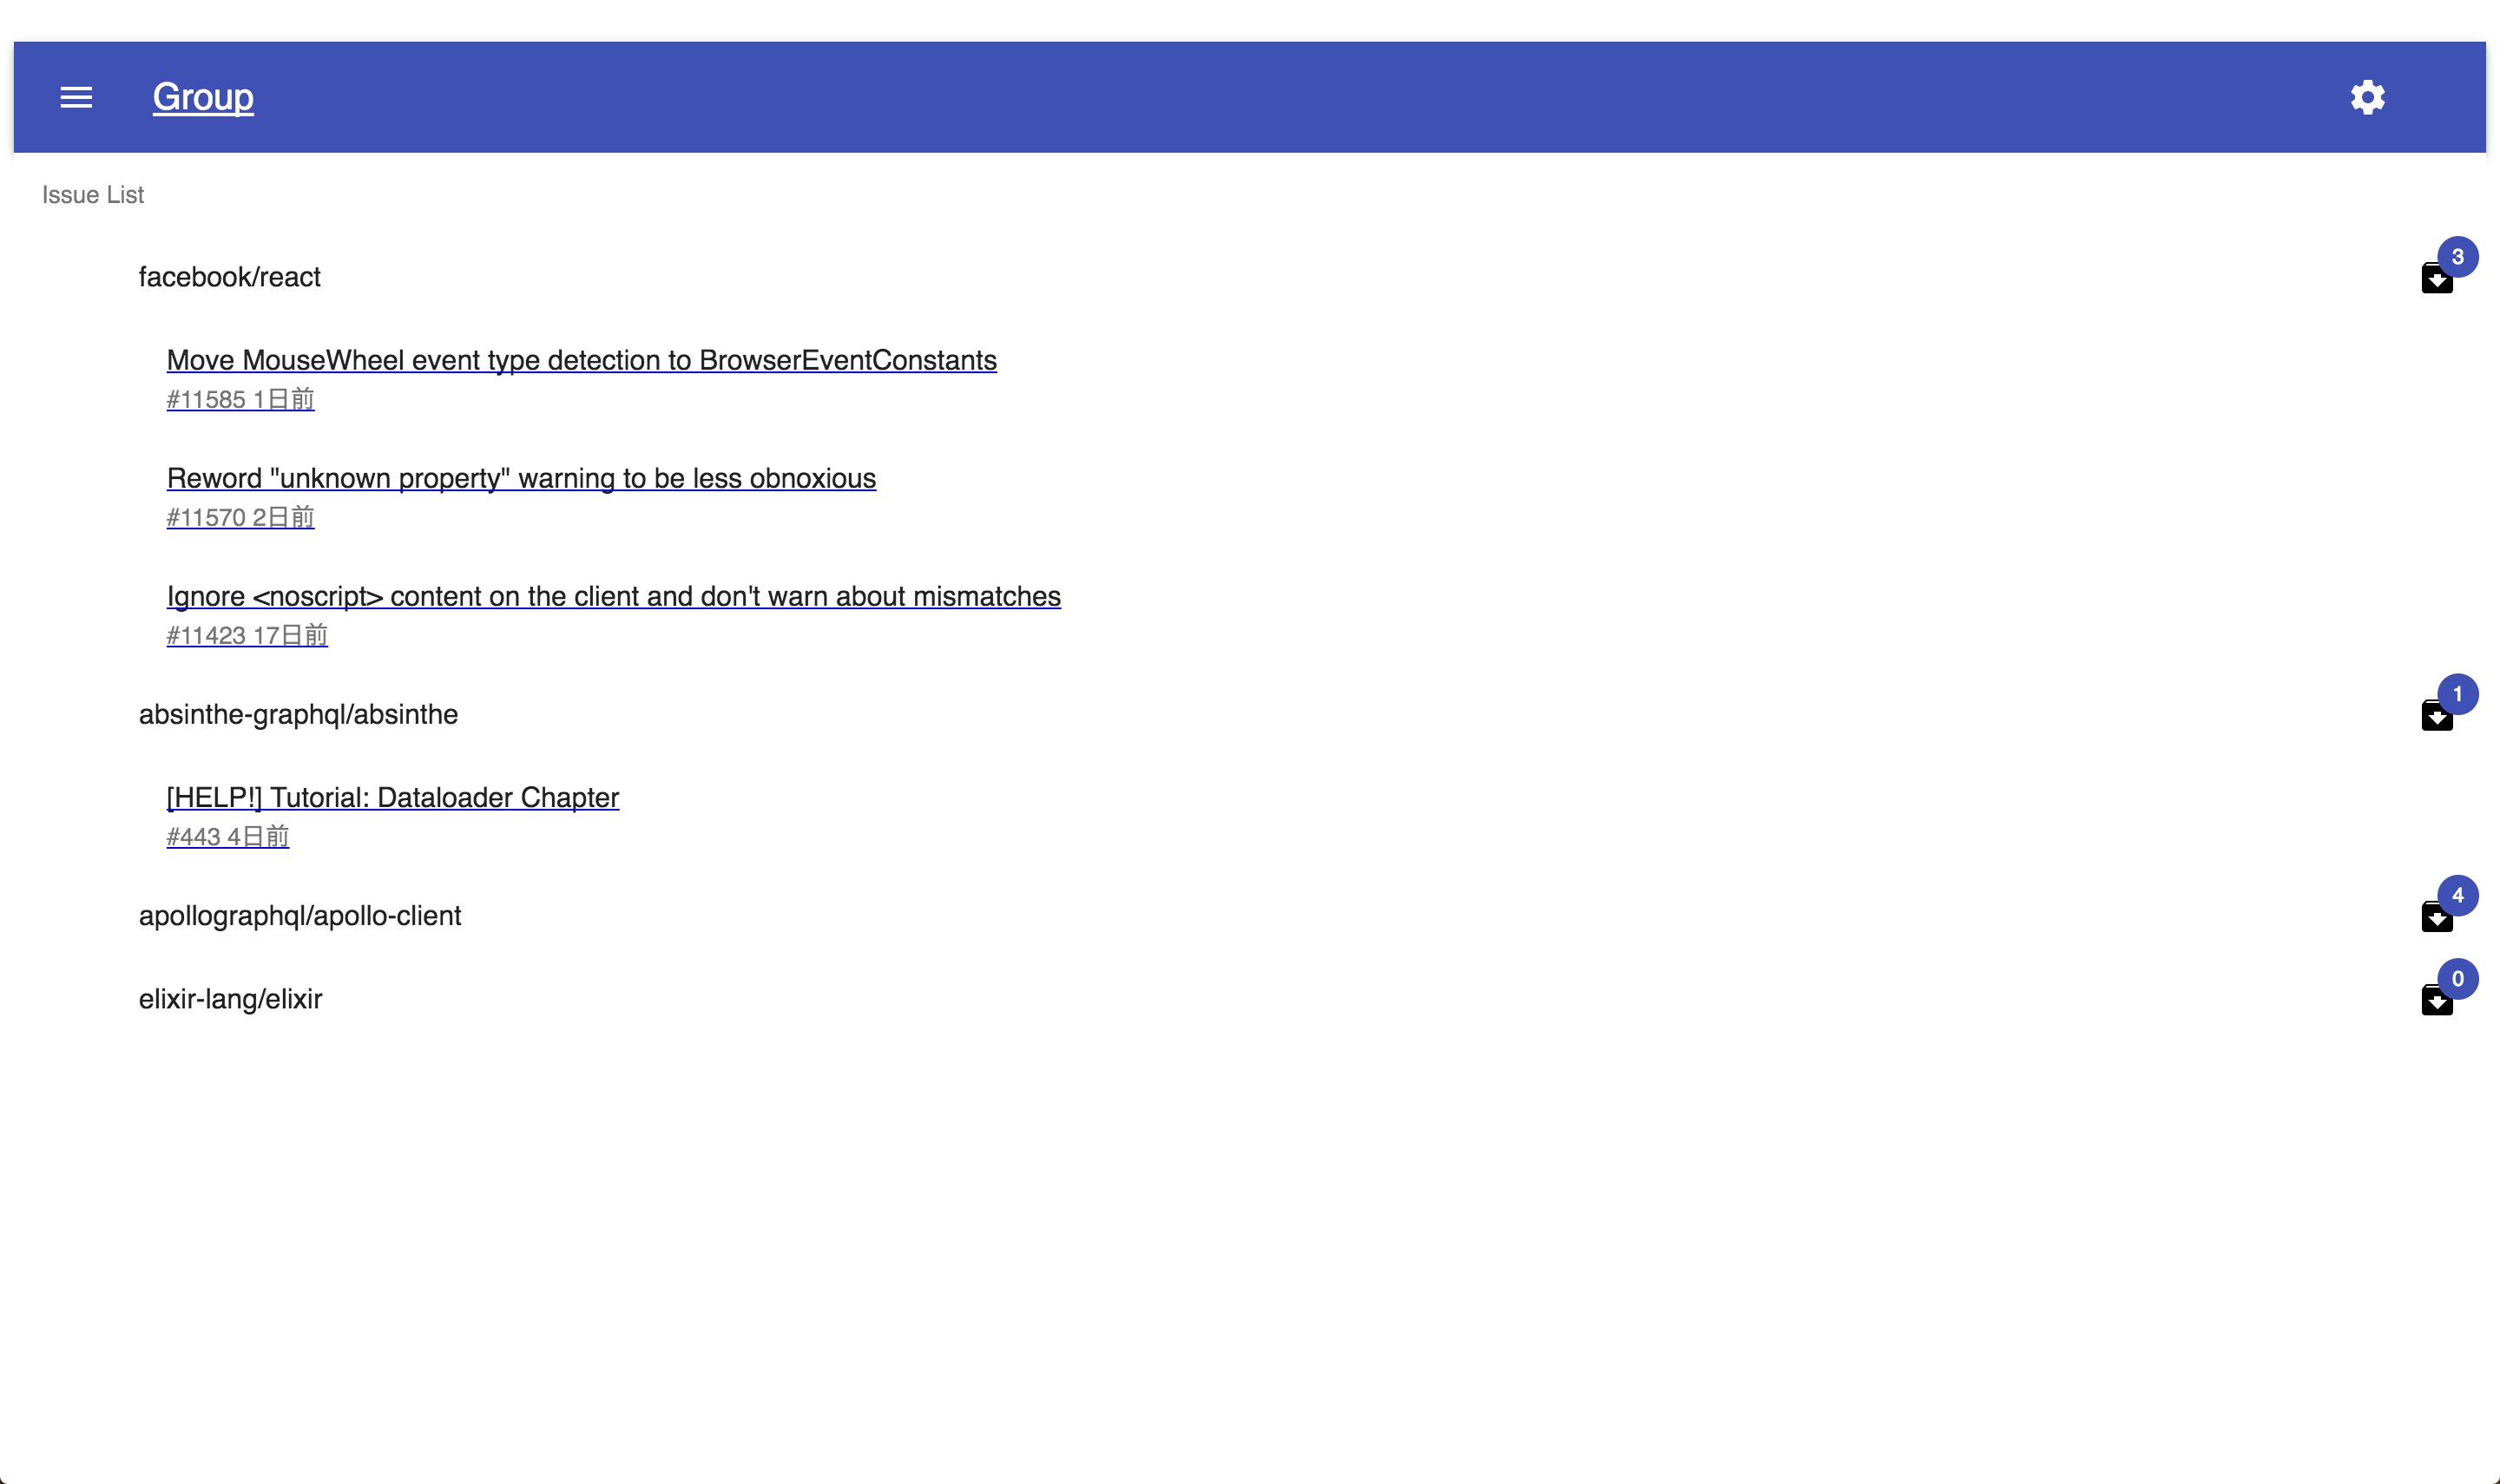 Group
Issue List
facebook/react
3
Move MouseWheel event type detection to BrowserEventConstants
#11585 1日前
Reword "unknown property" warning to be less obnoxious
#11570 2日前
Ignore <noscript> content on the client and don't warn about mismatches
#11423 17日前
absinthe-graphql/absinthe
1
[HELP!] Tutorial: Dataloader Chapter
#443 4日前
apollographql/apollo-client
4
elixir-lang/elixir
0